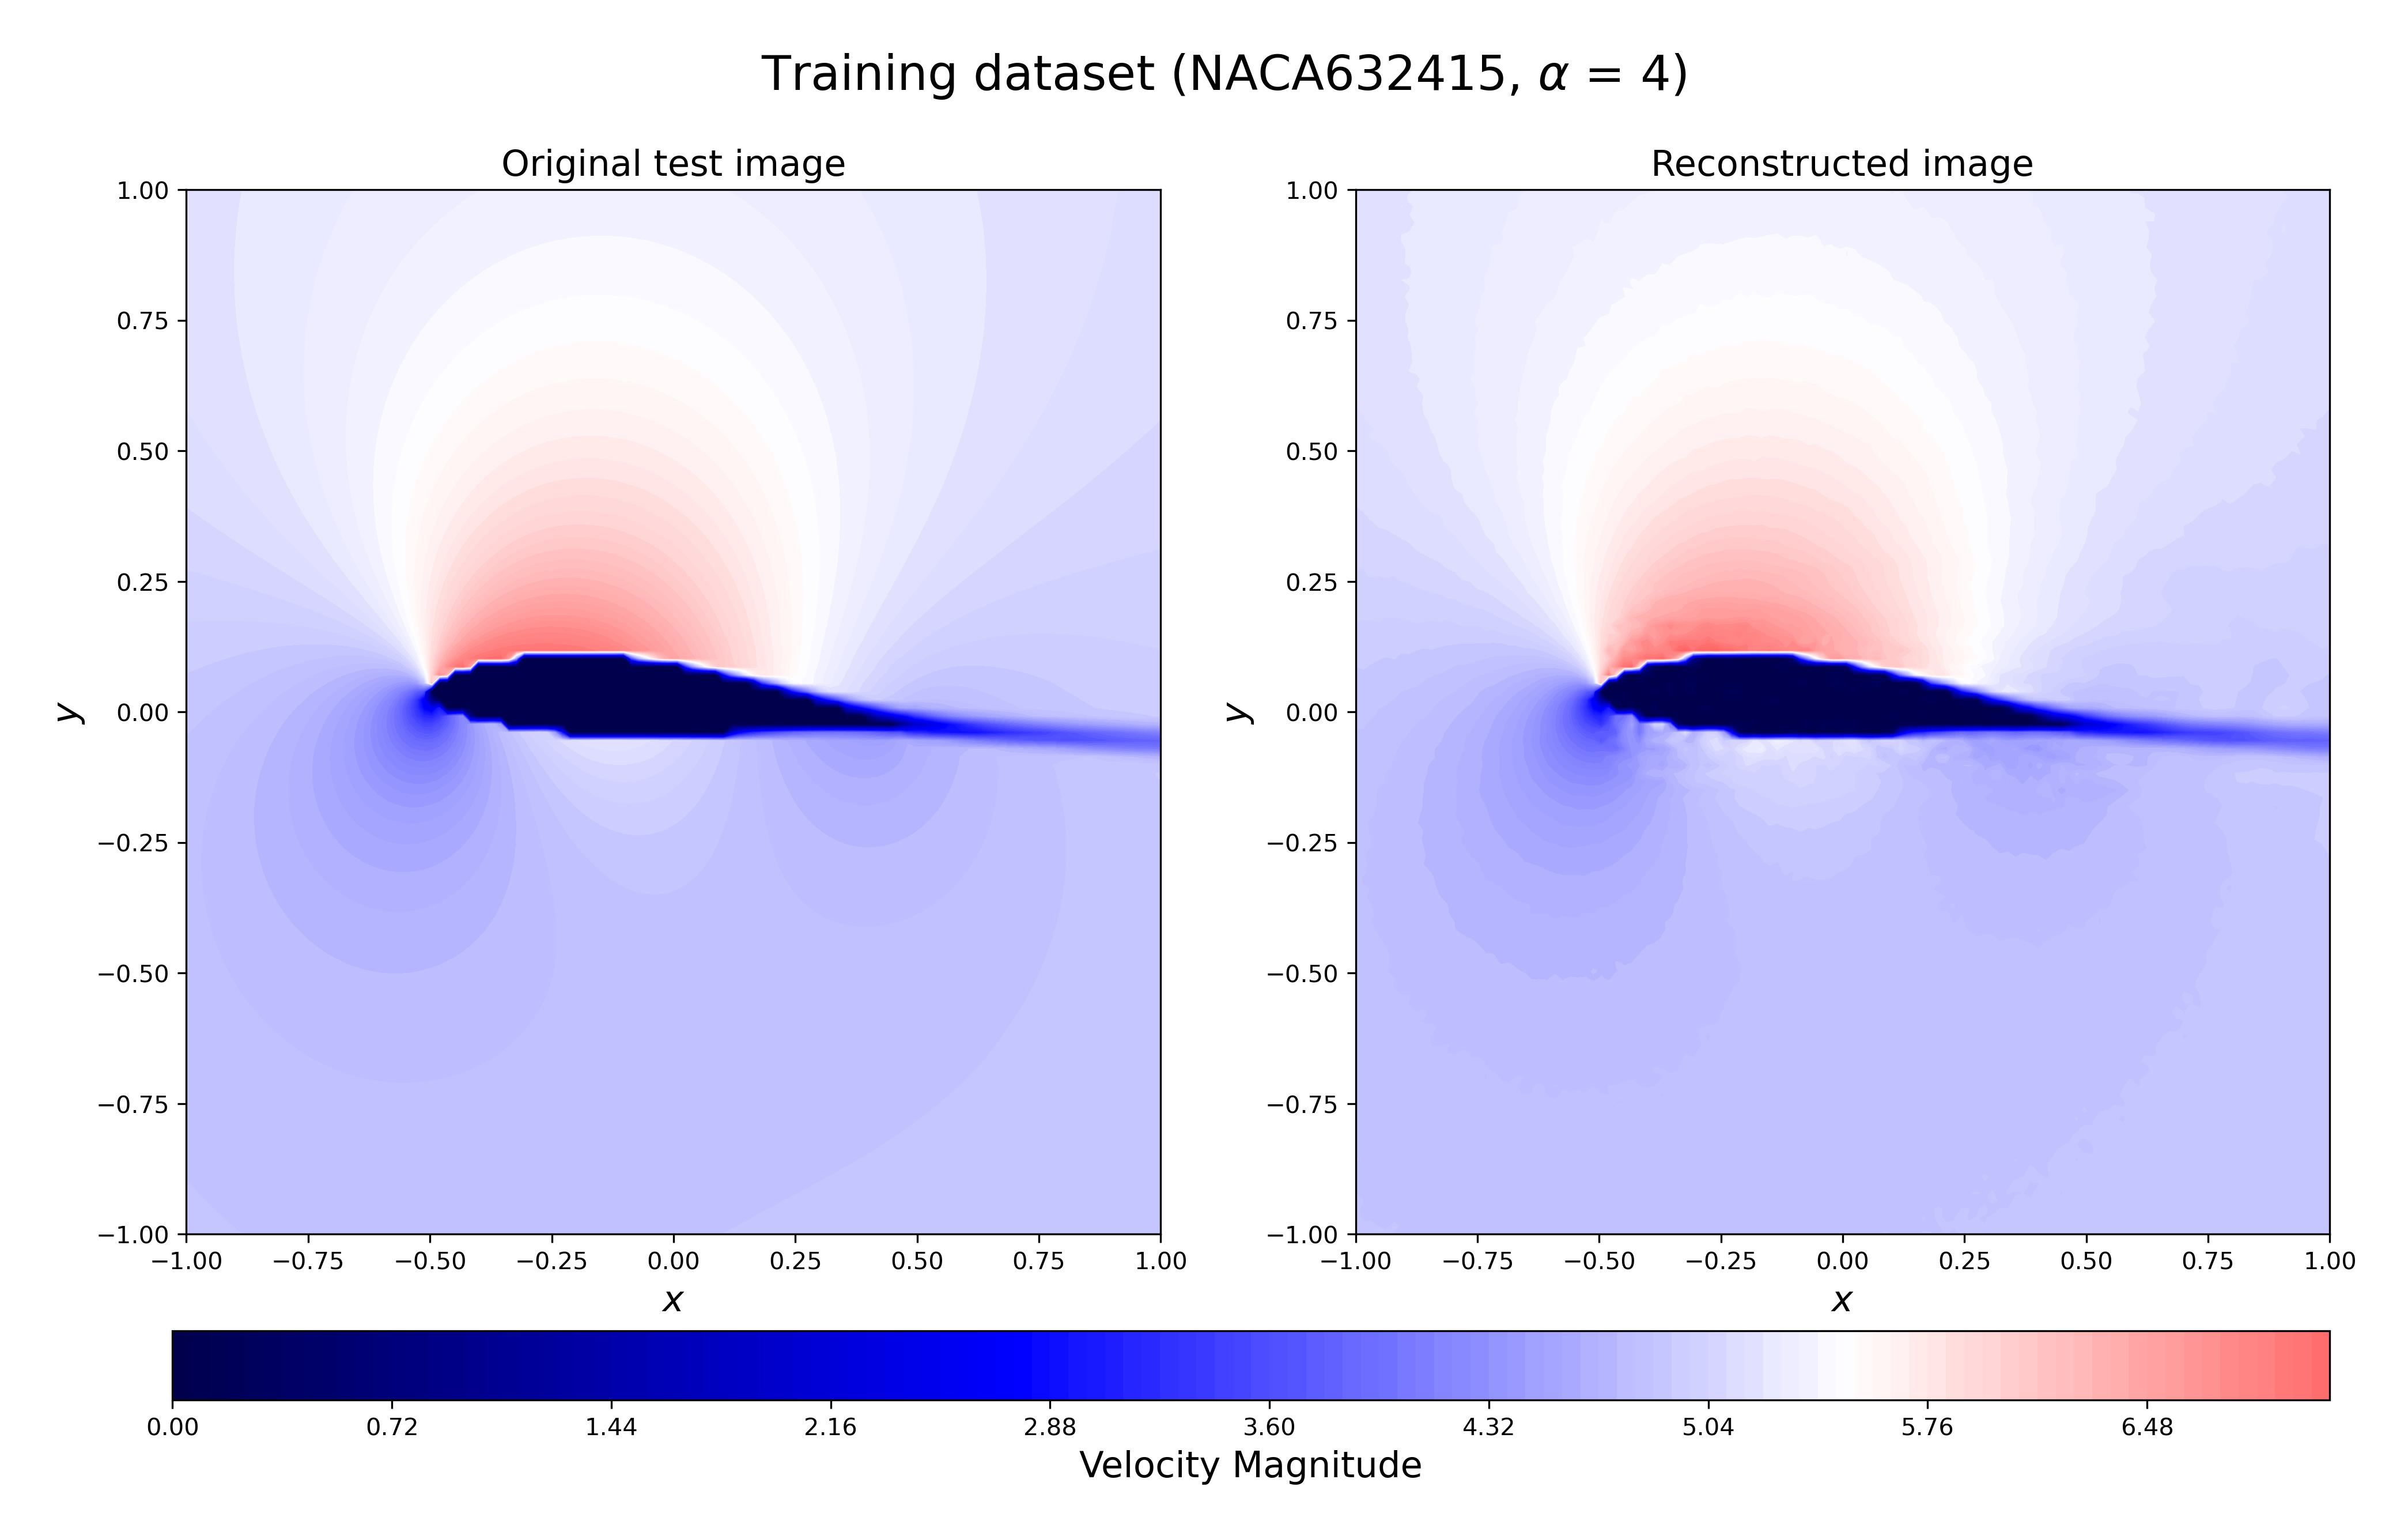 Training dataset (NACA632415, α = 4)
Original test image
Reconstructed image
1.00
0.75
0.50
0.25
0.00
−0.25
−0.50
−0.75
−1.00
y
−1.00 −0.75 −0.50 −0.25 0.00 0.25 0.50 0.75 1.00
x
1.00
0.75
0.50
0.25
0.00
−0.25
−0.50
−0.75
−1.00
y
−1.00 −0.75 −0.50 −0.25 0.00 0.25 0.50 0.75 1.00
x
0.00 0.72 1.44 2.16 2.88 3.60 4.32 5.04 5.76 6.48
Velocity Magnitude